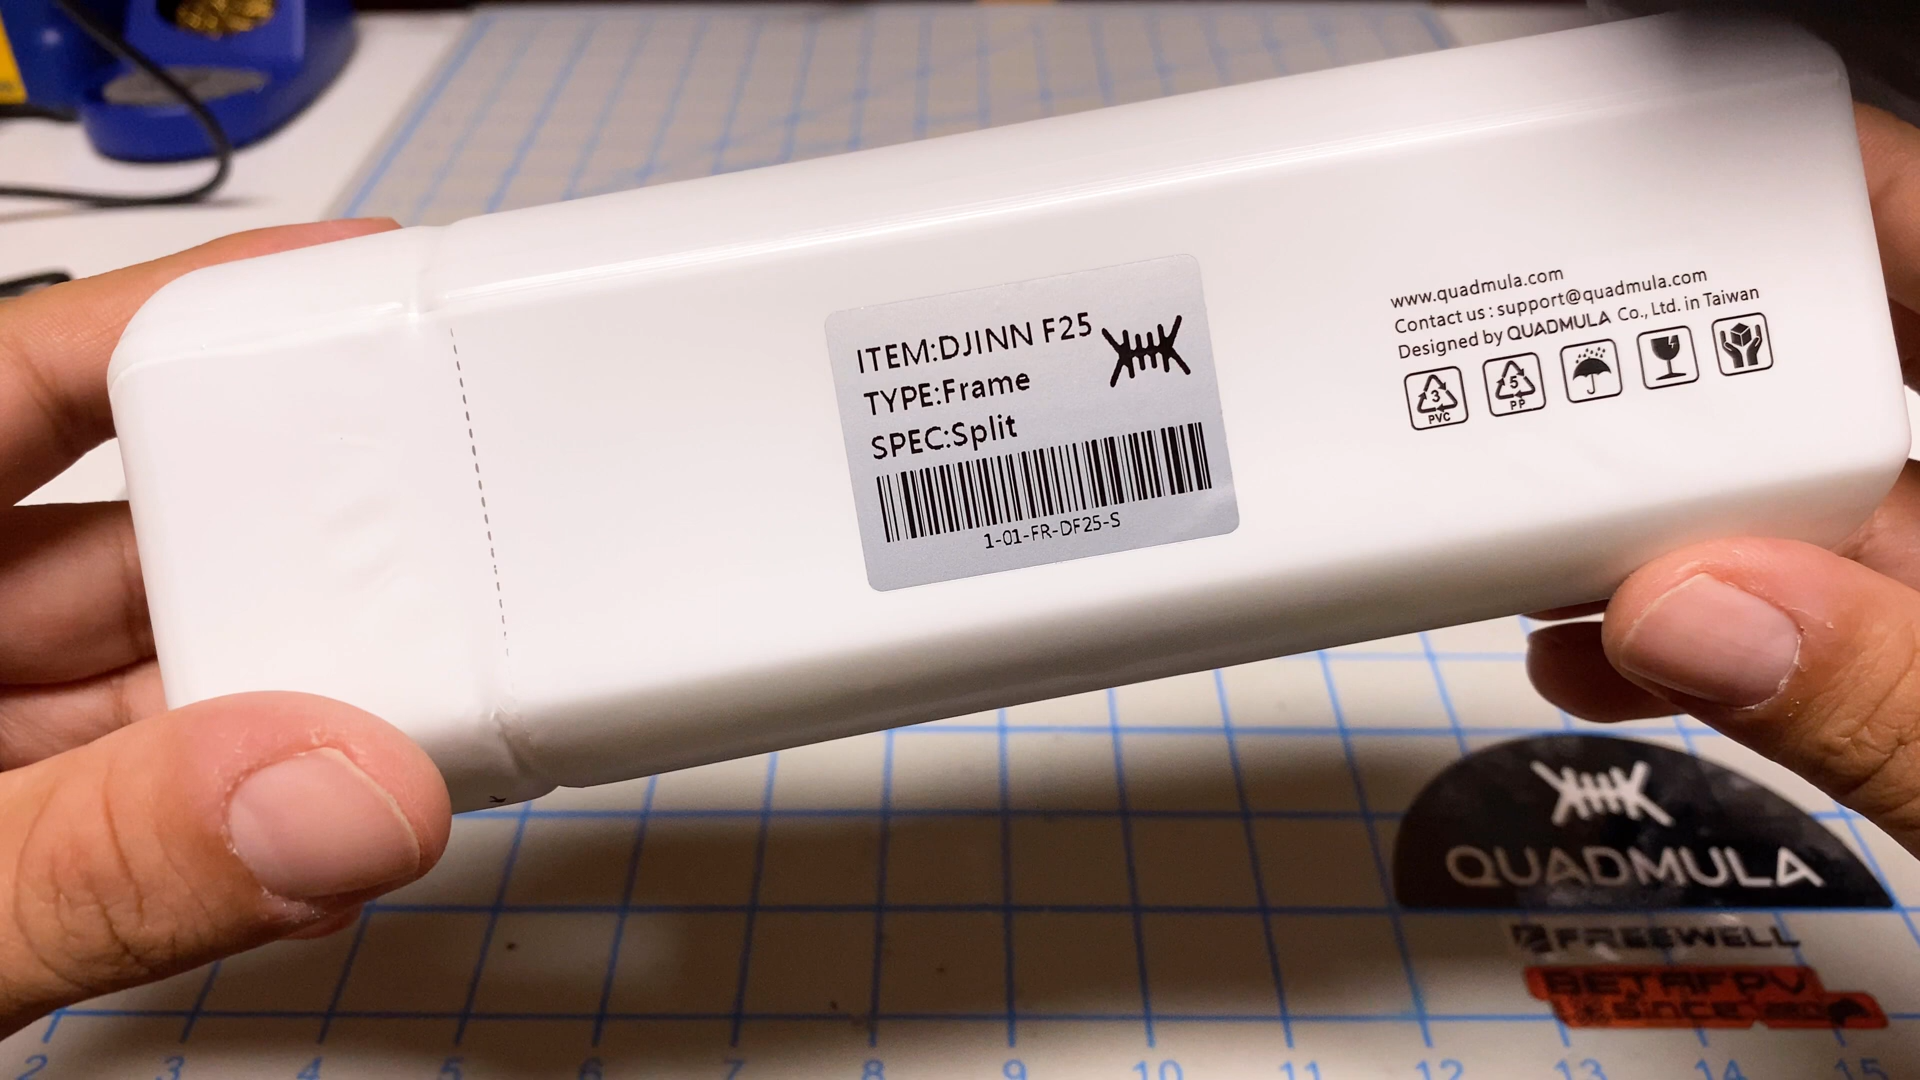 ITEM:DJINN F25
TYPE:Frame
SPEC:Split
1-01-FR-DF25-S
www.quadmula.com
Contact us : support@quadmula.com
Designed by QUADMULA Co., Ltd. in Taiwan
3
PVC
5
PP
QUADMULA
FREEWELL
BETAFPV
since
2 3 4 5 6 7 8 9 10 11 12 13 14 15